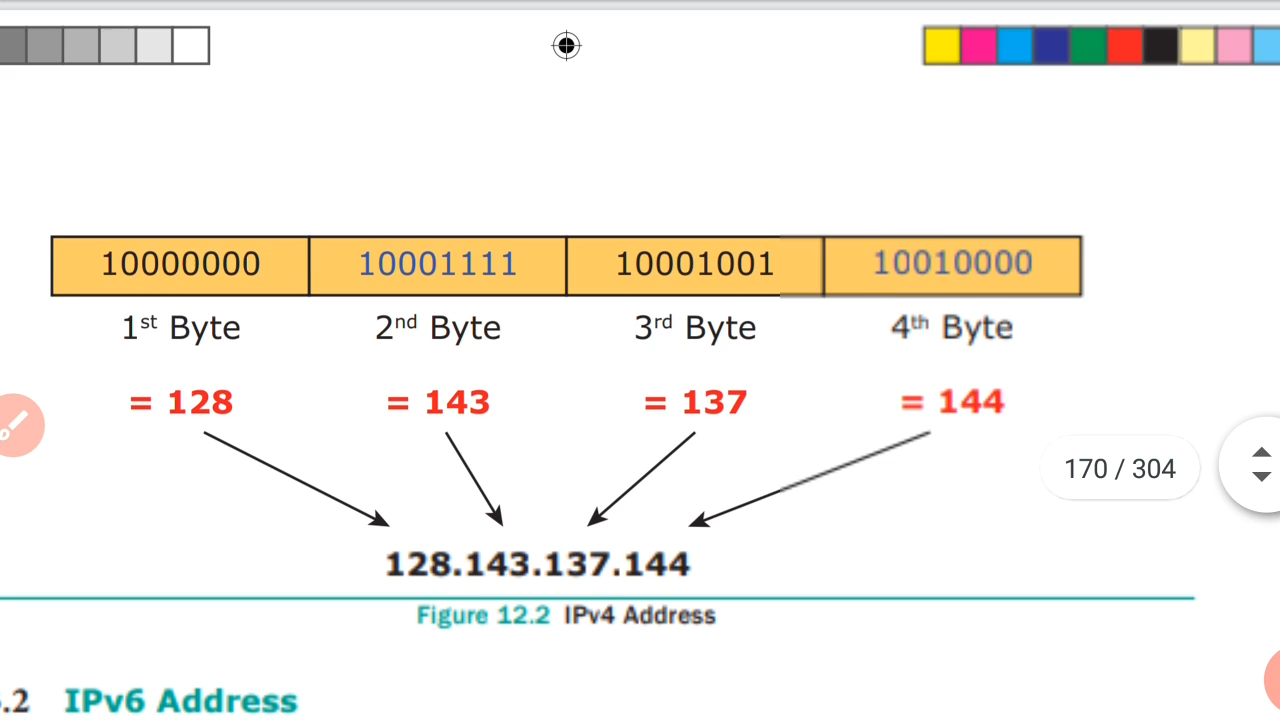 10000000 10001111 10001001 10010000
1st Byte 2nd Byte 3rd Byte 4th Byte
= 128 = 143 = 137 = 144
170 / 304
128.143.137.144
Figure 12.2 IPv4 Address
.2 IPv6 Address